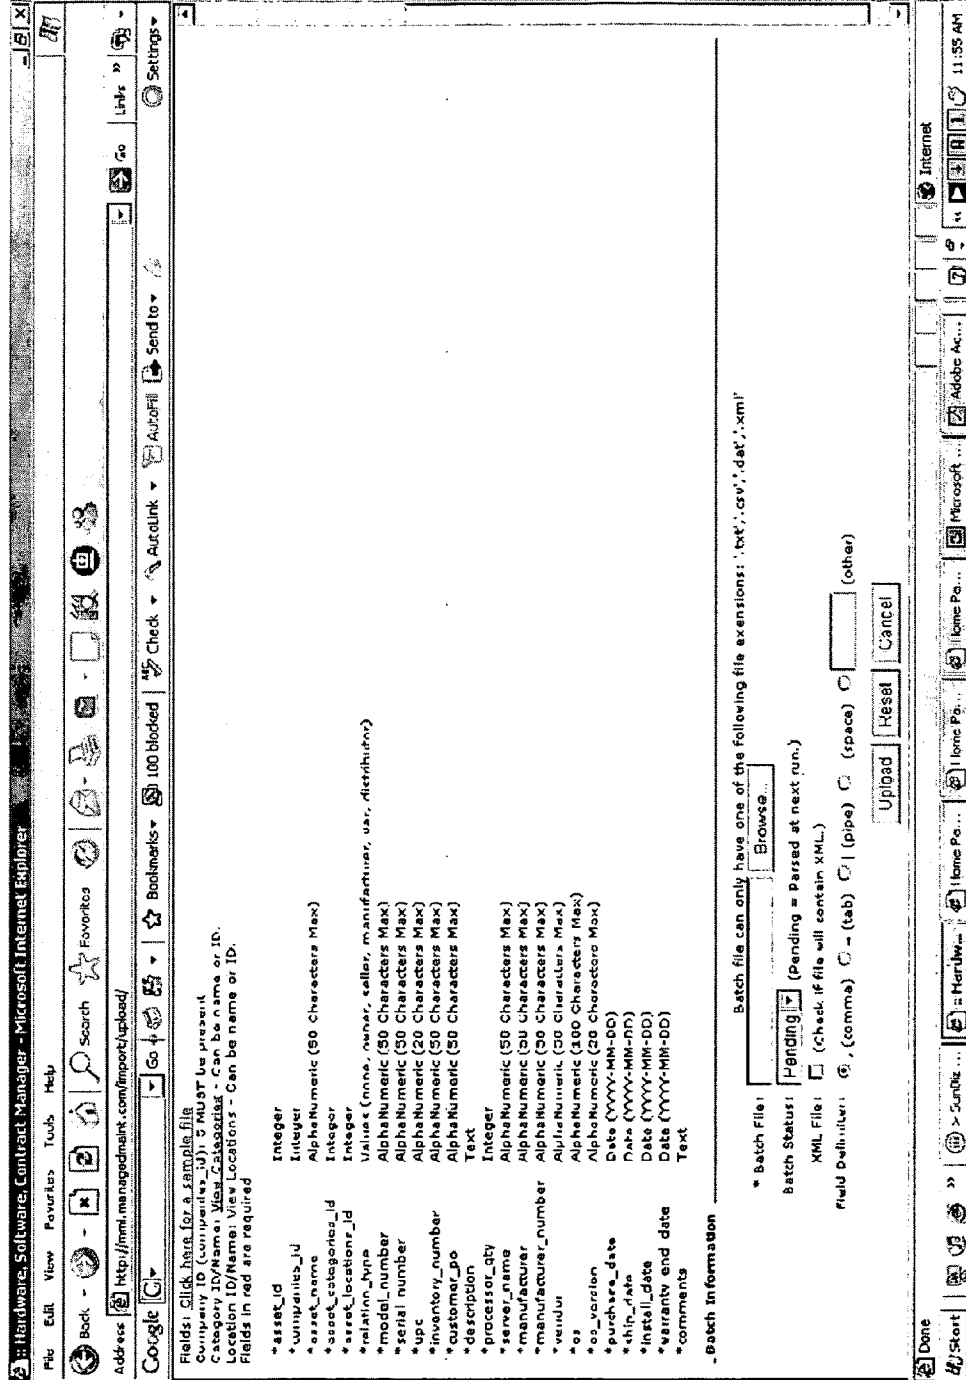 :: Hardware, Software, Contract Manager - Microsoft Internet Explorer
File Edit View Favorites Tools Help
Back Search Favorites
Address http://mml.managedmaint.com/import/upload/ Go Links »
Google G Go Bookmarks 100 blocked Check AutoLink AutoFill Send to Settings
Fields: Click here for a sample file
Company ID (companies_id): 5 MUST be present
Category ID/Name: View Categories - Can be name or ID.
Location ID/Name: View Locations - Can be name or ID.
Fields in red are required
*asset_id Integer
*companies_id Integer
*asset_name AlphaNumeric (50 Characters Max)
*asset_categories_id Integer
*asset_locations_id Integer
*relation_type Values (none, owner, seller, manufacturer, var, distributor)
*model_number AlphaNumeric (50 Characters Max)
*serial number AlphaNumeric (50 Characters Max)
*upc AlphaNumeric (20 Characters Max)
*inventory_number AlphaNumeric (50 Characters Max)
*customer_po AlphaNumeric (50 Characters Max)
*description Text
*processor_qty Integer
*server_name AlphaNumeric (50 Characters Max)
*manufacturer AlphaNumeric (50 Characters Max)
*manufacturer_number AlphaNumeric (50 Characters Max)
*vendor AlphaNumeric (50 Characters Max)
*os AlphaNumeric (100 Characters Max)
*os_version AlphaNumeric (20 Characters Max)
*purchase_date Date (YYYY-MM-DD)
*ship_date Date (YYYY-MM-DD)
*install_date Date (YYYY-MM-DD)
*warranty end date Date (YYYY-MM-DD)
*comments Text
Batch Information
Batch file can only have one of the following file exensions: '.txt','.csv','.dat','.xml'
* Batch File: Browse...
Batch Status: Pending (Pending = Parsed at next run.)
XML File: (Check if file will contain XML.)
Field Delimiter: , (comma) – (tab) | (pipe) (space) (other)
Upload Reset Cancel
Done Internet
Start » > SunDiz ... :: Hardw... Home Pa... Home Pa... Home Pa... Microsoft ... Adobe Ac... « 11:55 AM